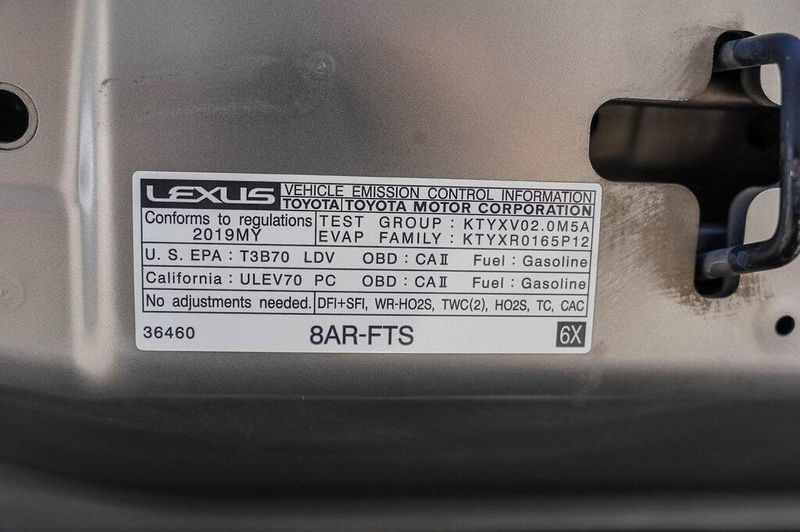 LEXUS VEHICLE EMISSION CONTROL INFORMATION
TOYOTA TOYOTA MOTOR CORPORATION
Conforms to regulations TEST GROUP : KTYXV02.0M5A
2019MY EVAP FAMILY : KTYXR0165P12
U. S. EPA : T3B70 LDV OBD : CAⅡ Fuel : Gasoline
California : ULEV70 PC OBD : CAⅡ Fuel : Gasoline
No adjustments needed. DFI+SFI, WR-HO2S, TWC(2), HO2S, TC, CAC
36460 8AR-FTS 6X